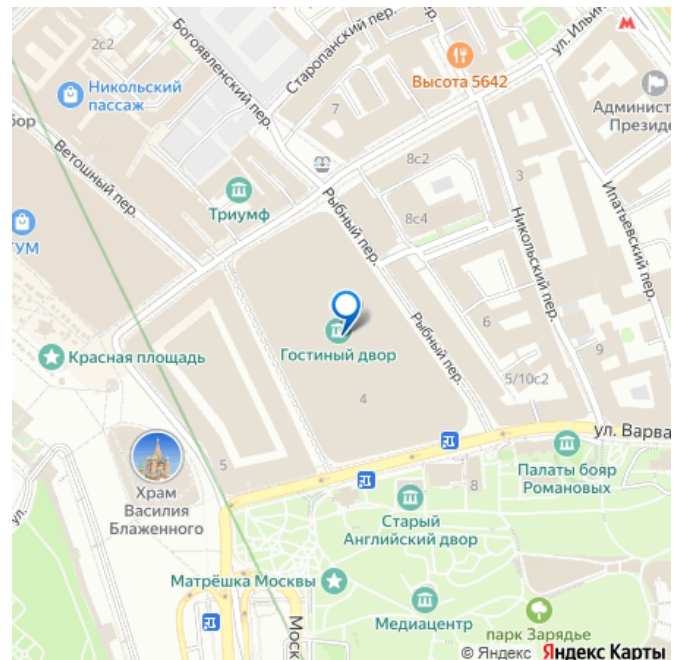 2с2
Никольский
пассаж
Богоявленский пер.
Старопанский пер.
ул. Ильин
Высота 5642
Админист
Президе
7
бор
Ветошный пер.
8с2
3
Триумф
Рыбный пер.
8с4
Никольский пер.
Ипатьевский пер.
ГУМ
Красная площадь
Гостиный двор
Рыбный пер.
6
9
5/10с2
4
ул. Варва
5
Храм
Василия
Блаженного
ул.
Палаты бояр
Романовых
8
Старый
Английский двор
Матрёшка Москвы
Медиацентр
Моск
парк Зарядье
© Яндекс Яндекс Карты